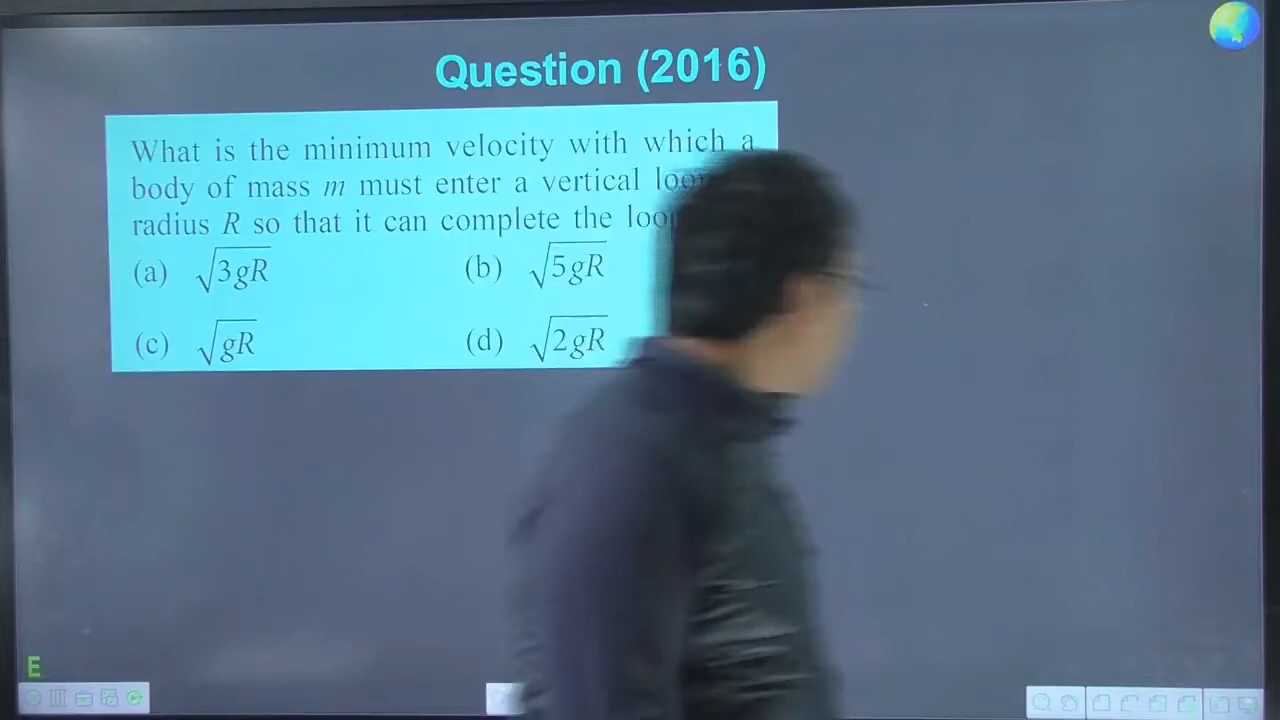 Question (2016)
What is the minimum velocity with which a
body of mass m must enter a vertical
radius R so that it can complete the
(a) √3gR (b) √5gR
(c) √gR (d) √2gR
E